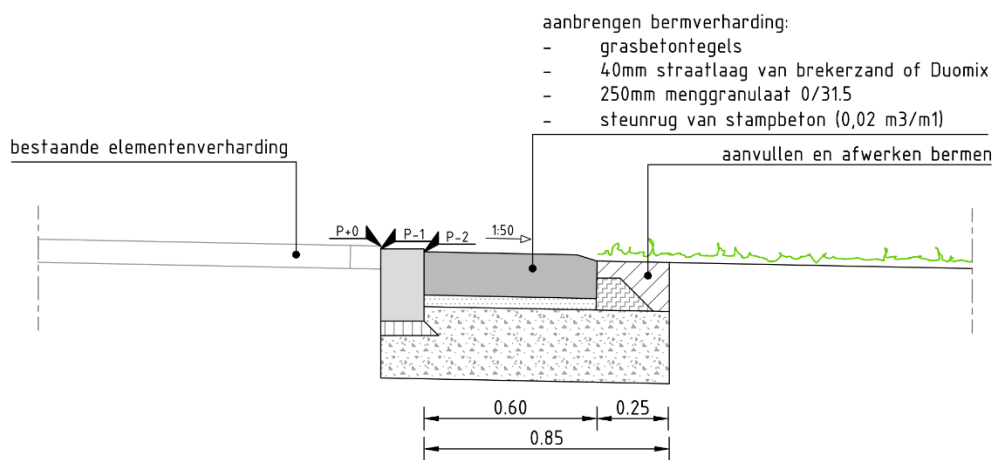 aanbrengen bermverharding:
- grasbetontegels
- 40mm straatlaag van brekerzand of Duomix
- 250mm menggranulaat 0/31.5
- steunrug van stampbeton (0,02 m3/m1)
bestaande elementenverharding
aanvullen en afwerken bermen
P+0 P-1 P-2 1:50
0.60 0.25
0.85